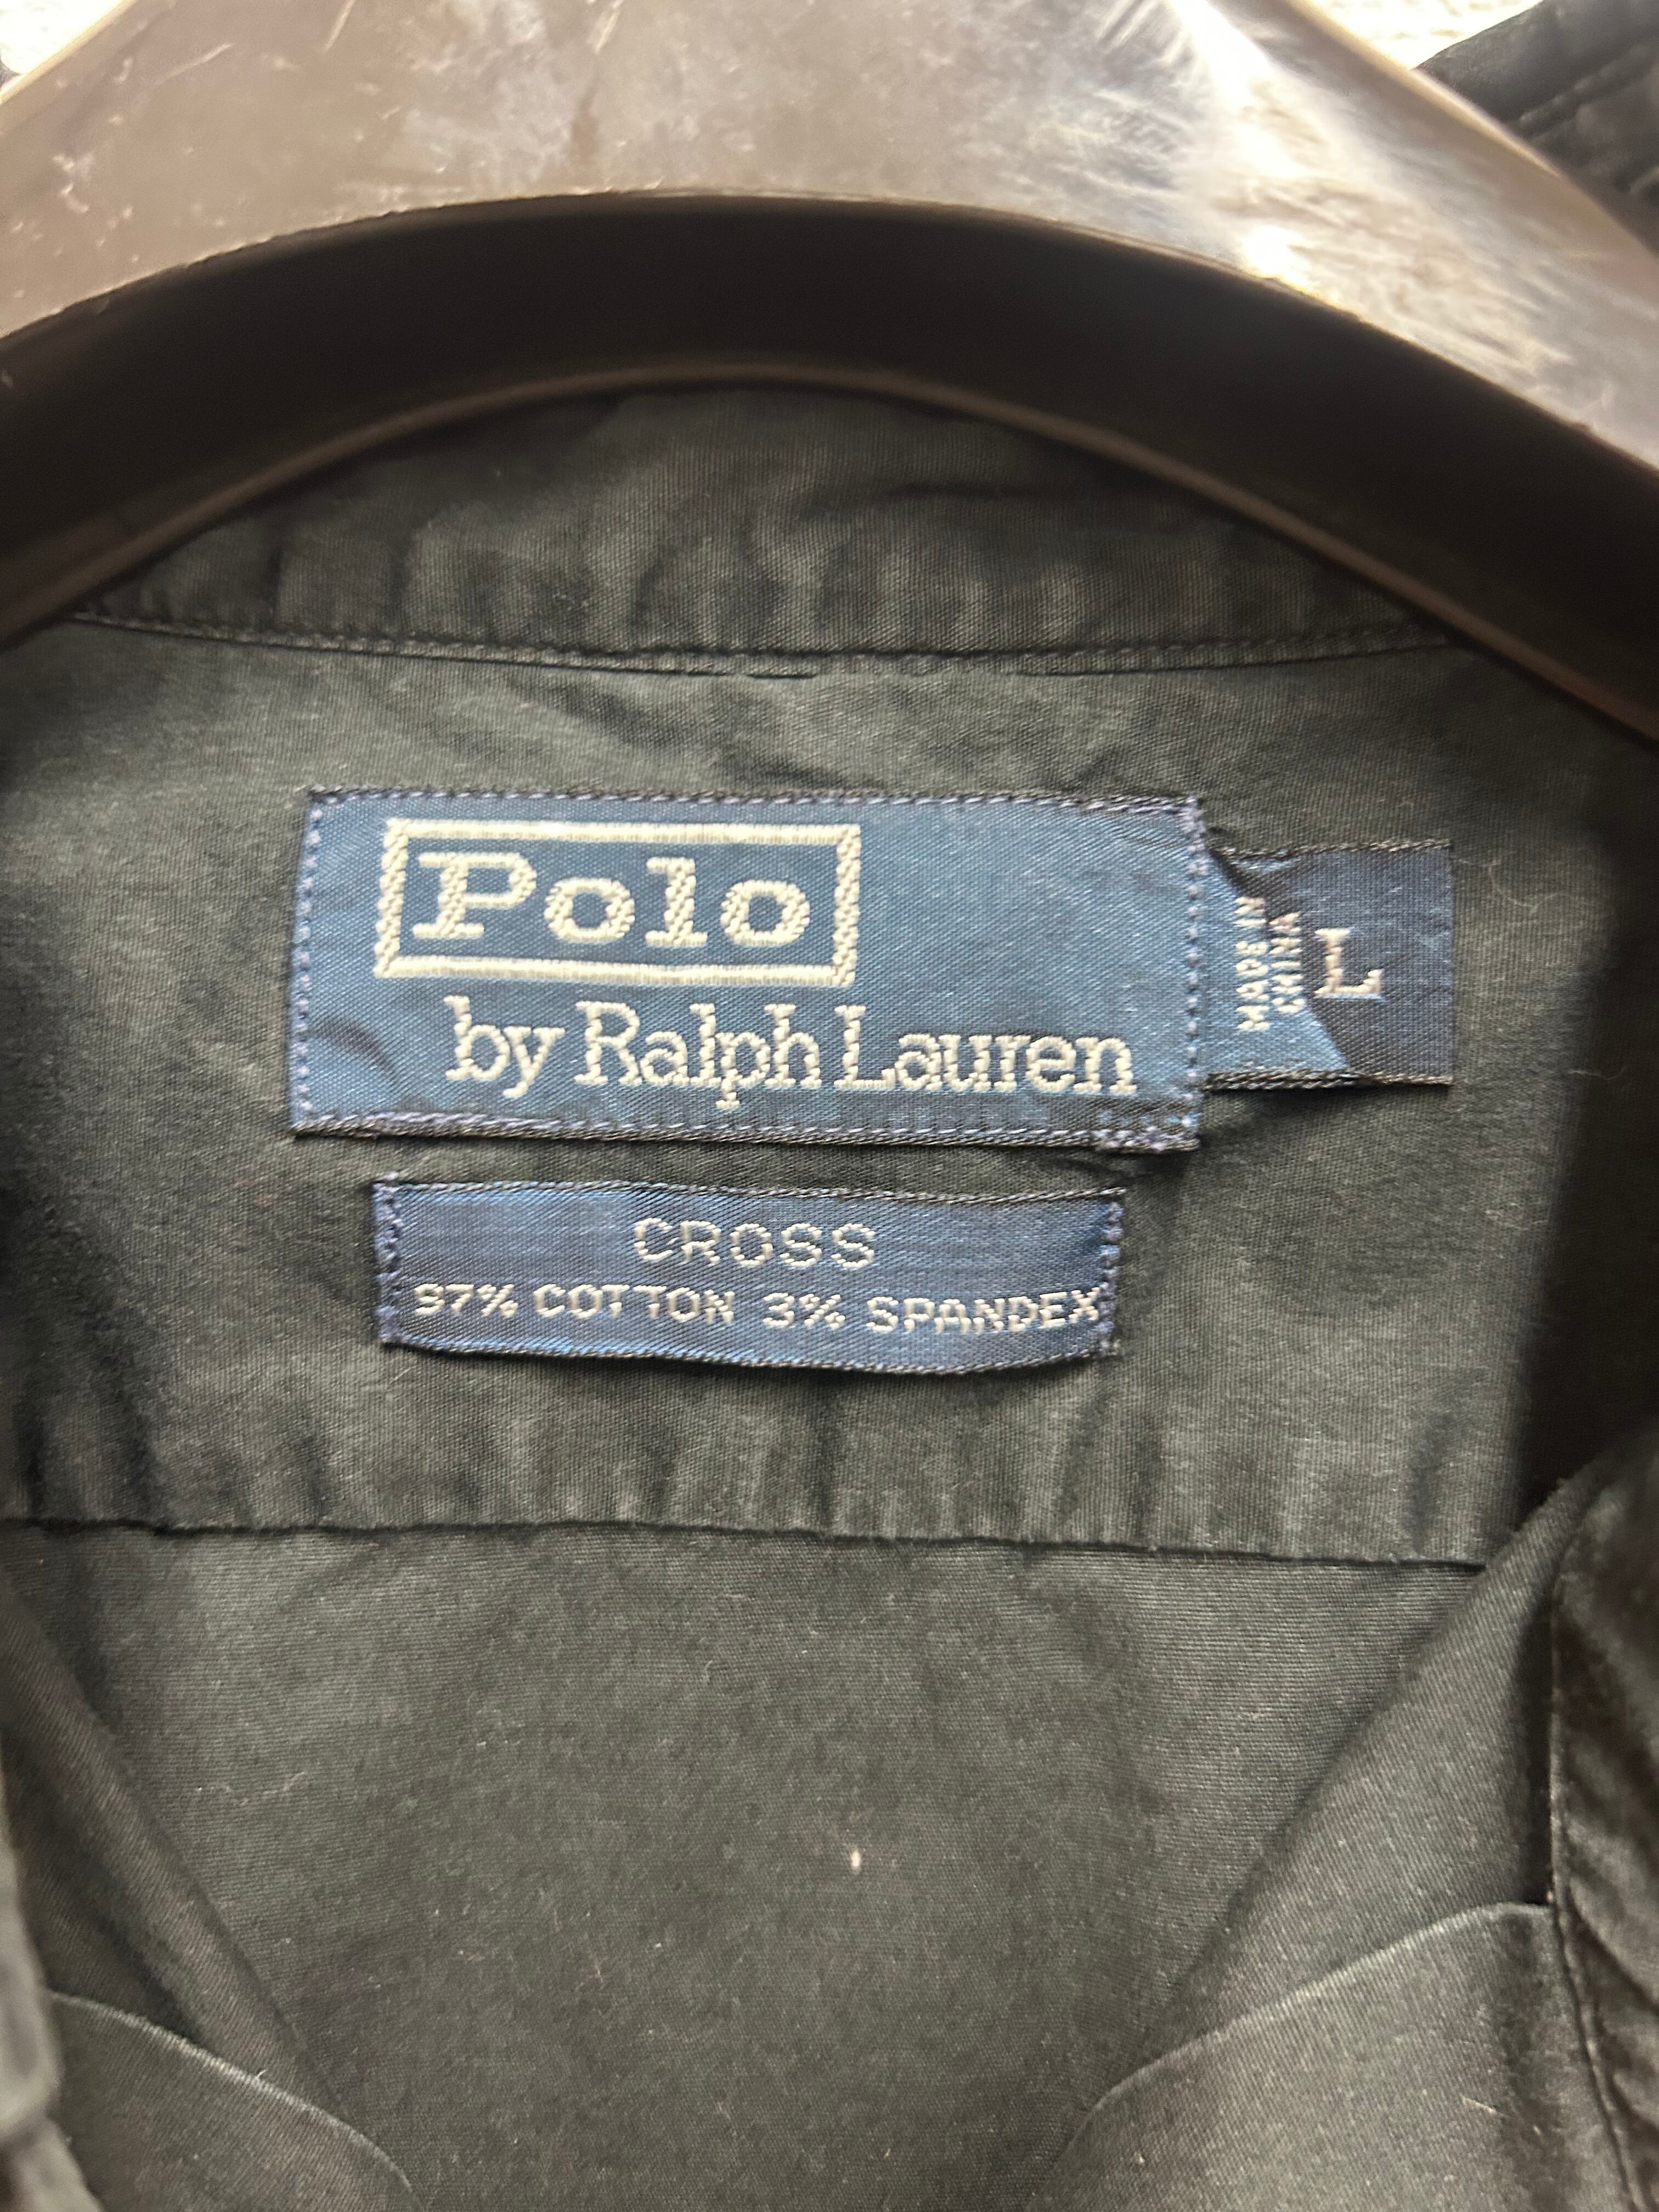 Polo
by Ralph Lauren
MADE IN
CHINA
L
CROSS
97% COTTON 3% SPANDEX